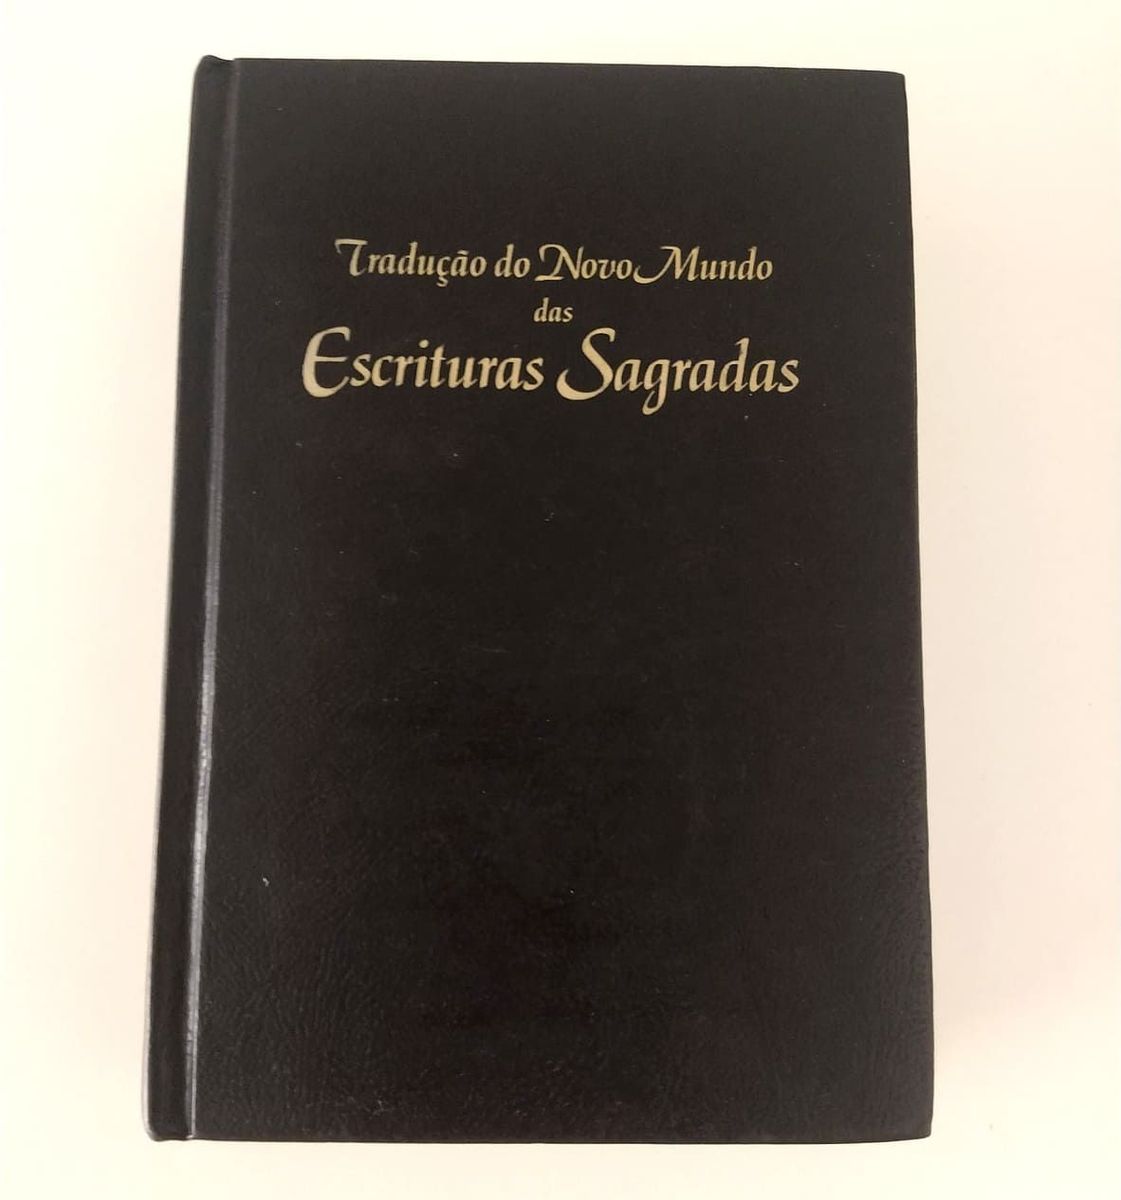 Tradução do Novo Mundo
das
Escrituras Sagradas